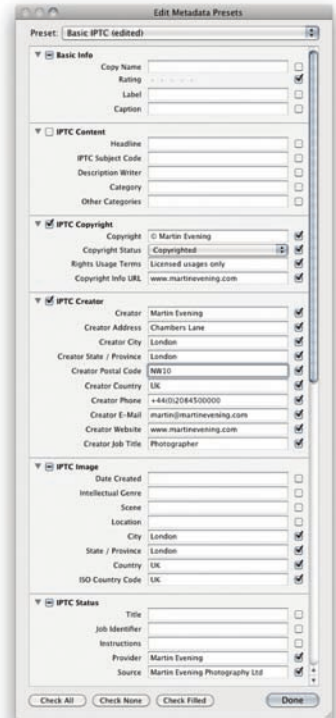 Edit Metadata Presets
Preset: Basic IPTC (edited)
Basic Info
Copy Name
Rating
Label
Caption
IPTC Content
Headline
IPTC Subject Code
Description Writer
Category
Other Categories
IPTC Copyright
Copyright © Martin Evening
Copyright Status Copyrighted
Rights Usage Terms Licensed usages only
Copyright Info URL www.martinevening.com
IPTC Creator
Creator Martin Evening
Creator Address Chambers Lane
Creator City London
Creator State / Province London
Creator Postal Code NW10
Creator Country UK
Creator Phone +44(0)2084500000
Creator E-Mail martin@martinevening.com
Creator Website www.martinevening.com
Creator Job Title Photographer
IPTC Image
Date Created
Intellectual Genre
Scene
Location
City London
State / Province London
Country UK
ISO Country Code UK
IPTC Status
Title
Job Identifier
Instructions
Provider Martin Evening
Source Martin Evening Photography Ltd
Check All Check None Check Filled Done